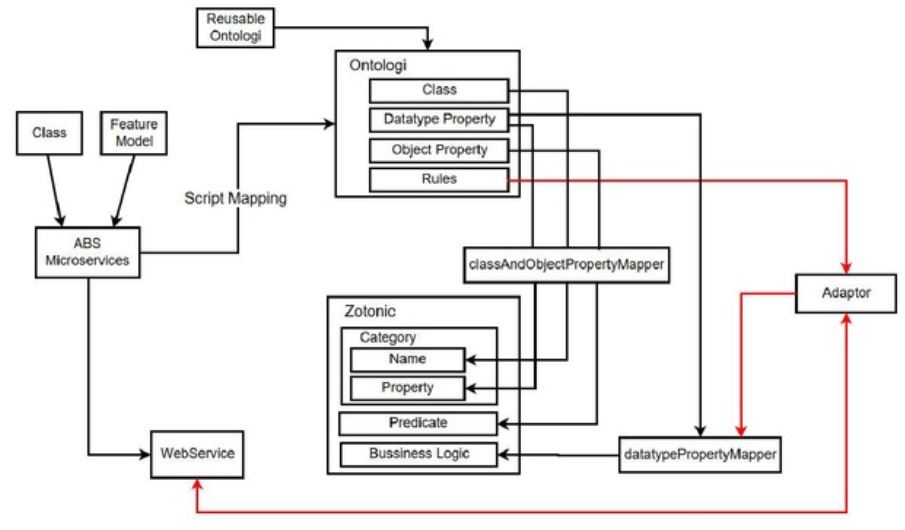 Reusable
Ontologi
Ontologi
Class
Datatype Property
Object Property
Rules
Class
Feature
Model
Script Mapping
ABS
Microservices
classAndObjectPropertyMapper
Adaptor
Zotonic
Category
Name
Property
Predicate
Bussiness Logic
WebService
datatypePropertyMapper